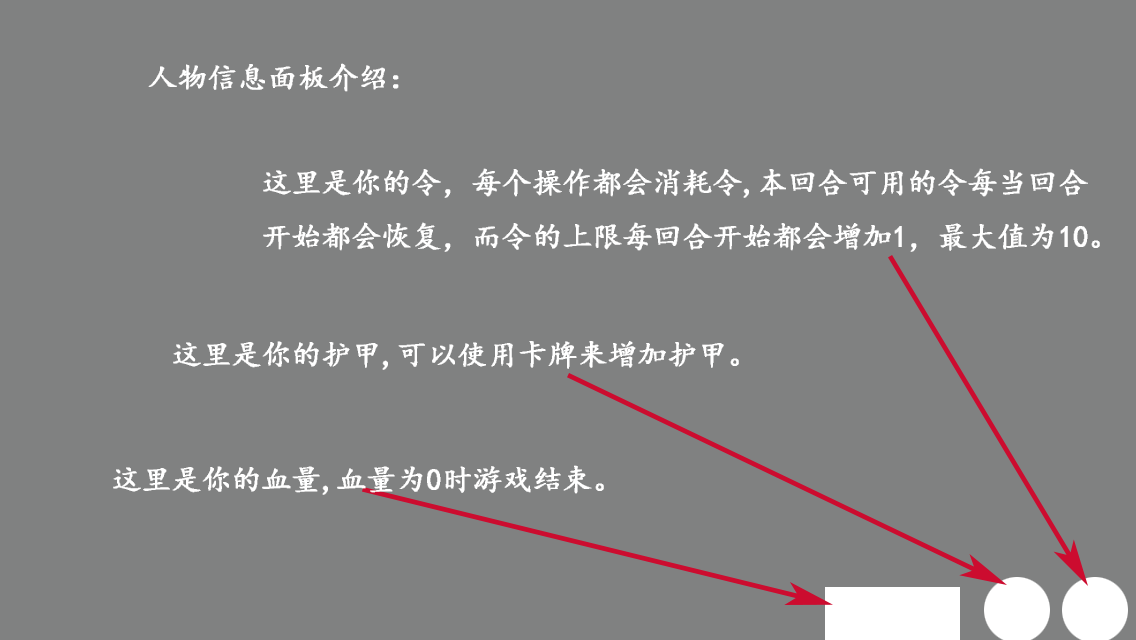 人物信息面板介绍：
这里是你的令，每个操作都会消耗令,本回合可用的令每当回合
开始都会恢复，而令的上限每回合开始都会增加1，最大值为10。
这里是你的护甲,可以使用卡牌来增加护甲。
这里是你的血量,血量为0时游戏结束。